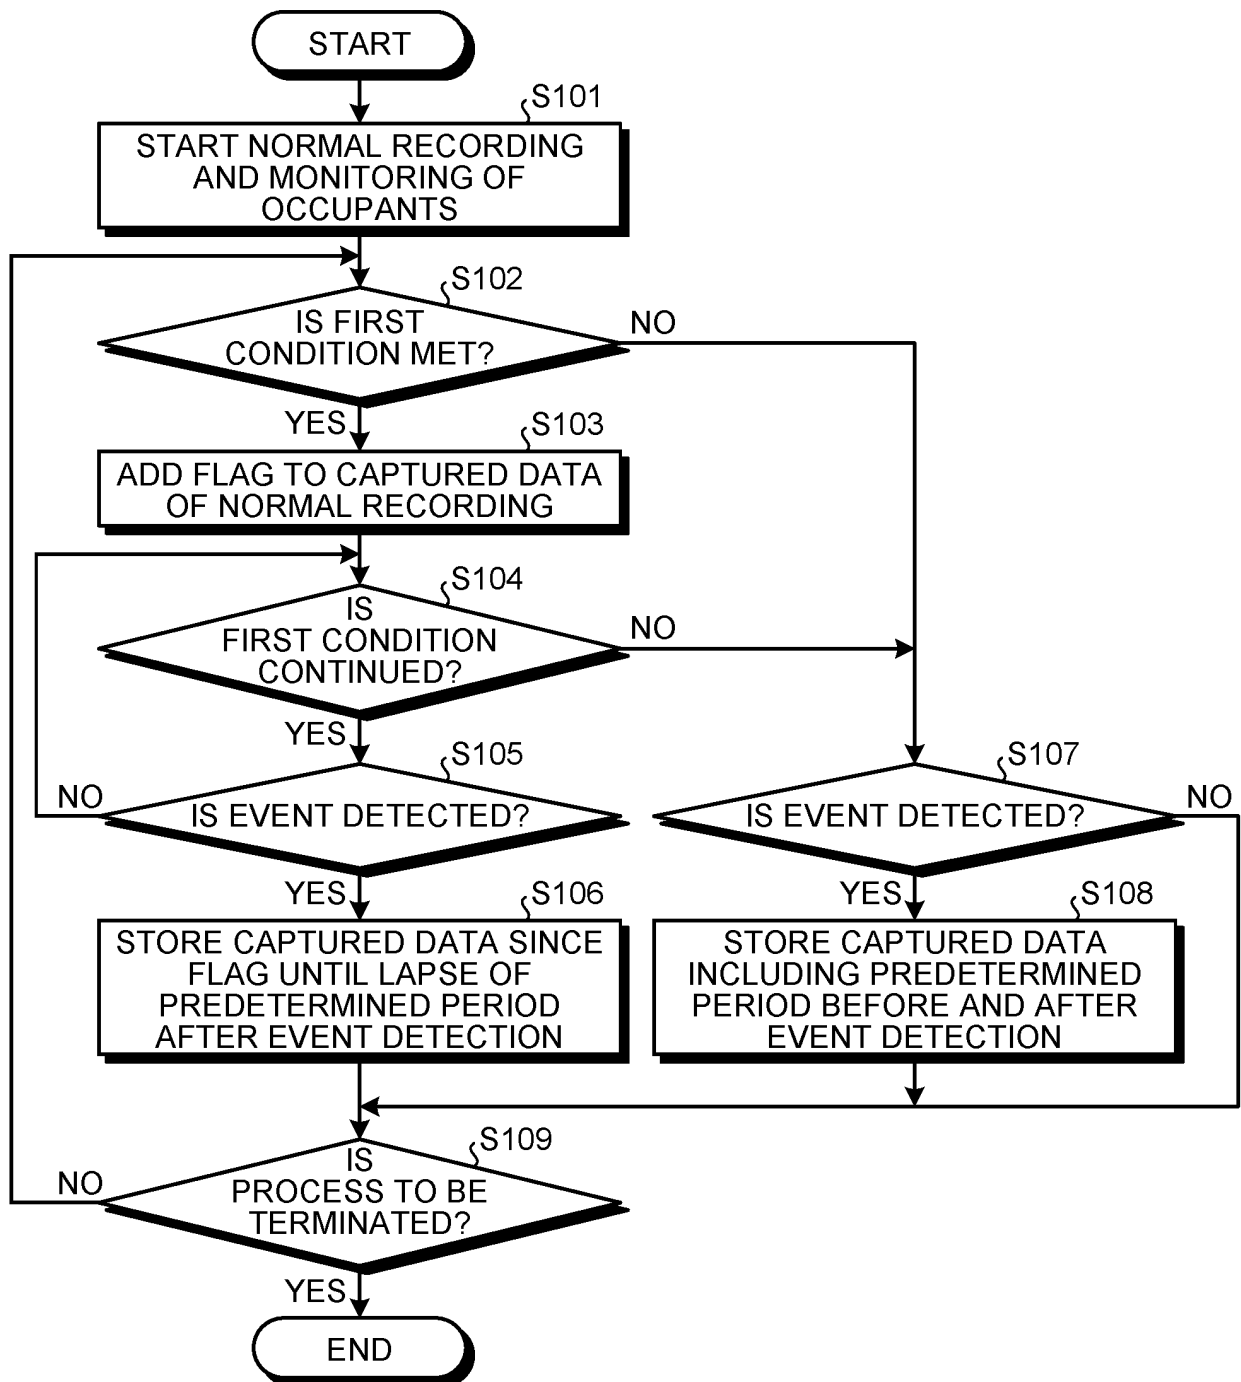 START
S101
START NORMAL RECORDING
AND MONITORING OF
OCCUPANTS
S102
IS FIRST
CONDITION MET?
NO
YES
S103
ADD FLAG TO CAPTURED DATA
OF NORMAL RECORDING
S104
IS
FIRST CONDITION
CONTINUED?
NO
YES
S105
IS EVENT DETECTED?
NO
YES
S107
IS EVENT DETECTED?
NO
YES
S106
STORE CAPTURED DATA SINCE
FLAG UNTIL LAPSE OF
PREDETERMINED PERIOD
AFTER EVENT DETECTION
S108
STORE CAPTURED DATA
INCLUDING PREDETERMINED
PERIOD BEFORE AND AFTER
EVENT DETECTION
S109
IS
PROCESS TO BE
TERMINATED?
NO
YES
END